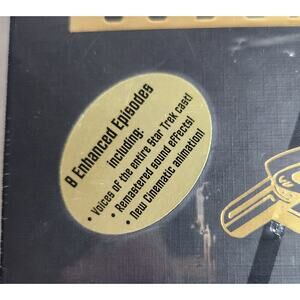 8 Enhanced Episodes
including:
• Voices of the entire Star Trek cast!
• Remastered sound effects!
• New Cinematic animation!